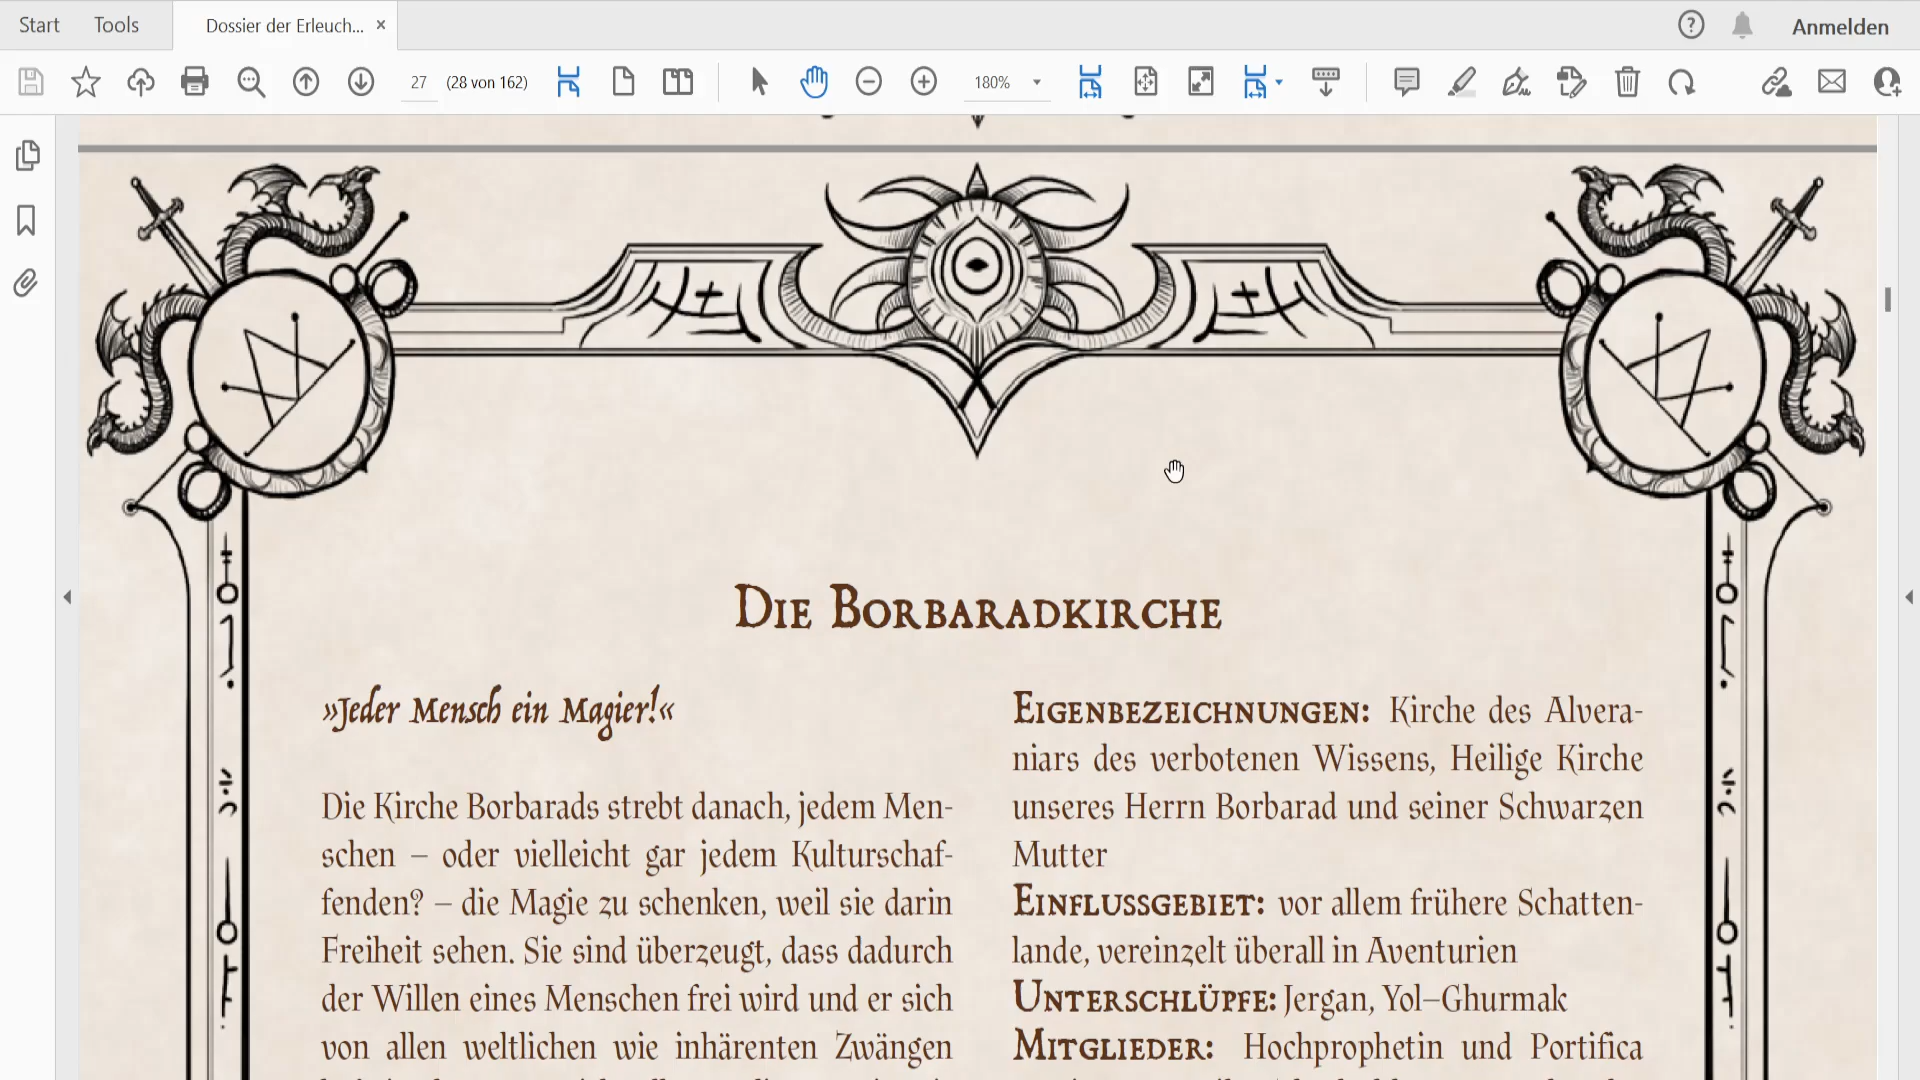 Start Tools Dossier der Erleuch... × Anmelden
27 (28 von 162) 180%
Die Borbaradkirche
»Jeder Mensch ein Magier!«
Die Kirche Borbarads strebt danach, jedem Men-
schen – oder vielleicht gar jedem Kulturschaf-
fenden? – die Magie zu schenken, weil sie darin
Freiheit sehen. Sie sind überzeugt, dass dadurch
der Willen eines Menschen frei wird und er sich
von allen weltlichen wie inhärenten Zwängen
Eigenbezeichnungen: Kirche des Alvera-
niars des verbotenen Wissens, Heilige Kirche
unseres Herrn Borbarad und seiner Schwarzen
Mutter
Einflussgebiet: vor allem frühere Schatten-
lande, vereinzelt überall in Aventurien
Unterschlüpfe: Jergan, Yol–Ghurmak
Mitglieder: Hochprophetin und Portifica